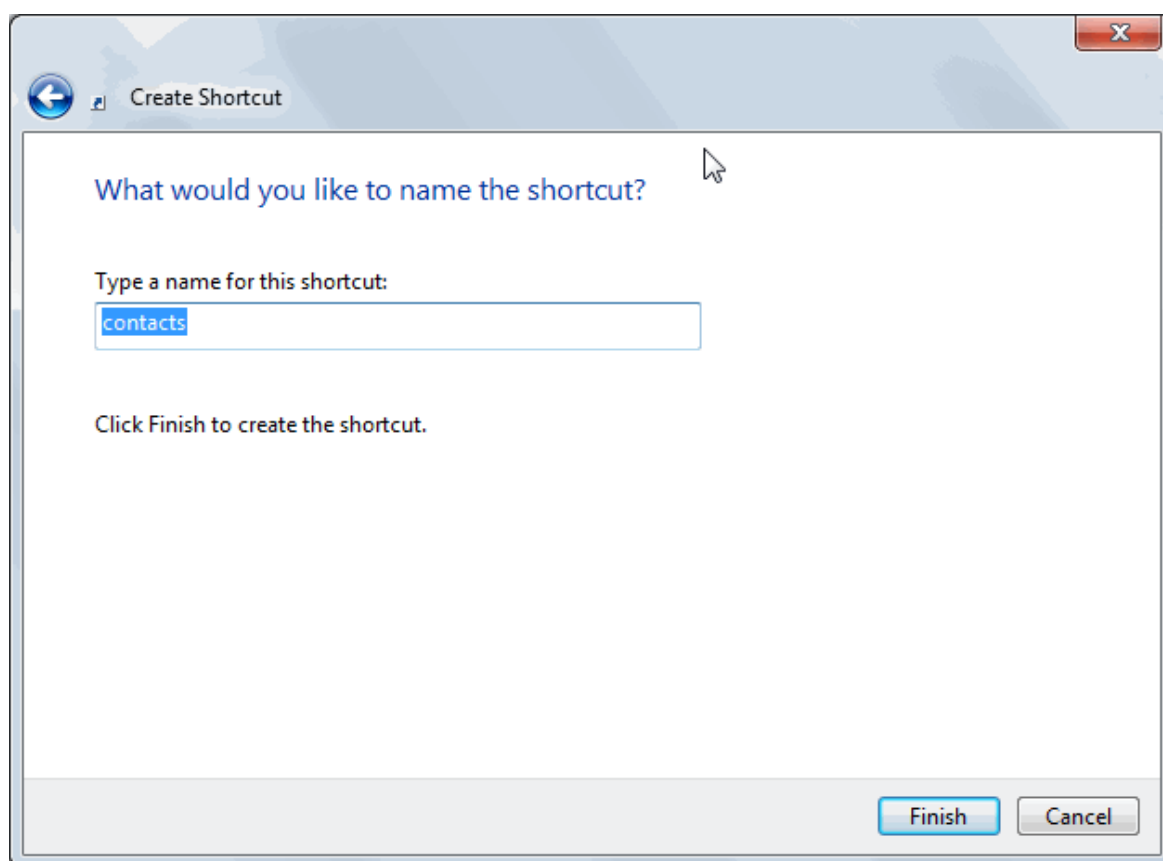 Create Shortcut
What would you like to name the shortcut?
Type a name for this shortcut:
contacts
Click Finish to create the shortcut.
Finish Cancel